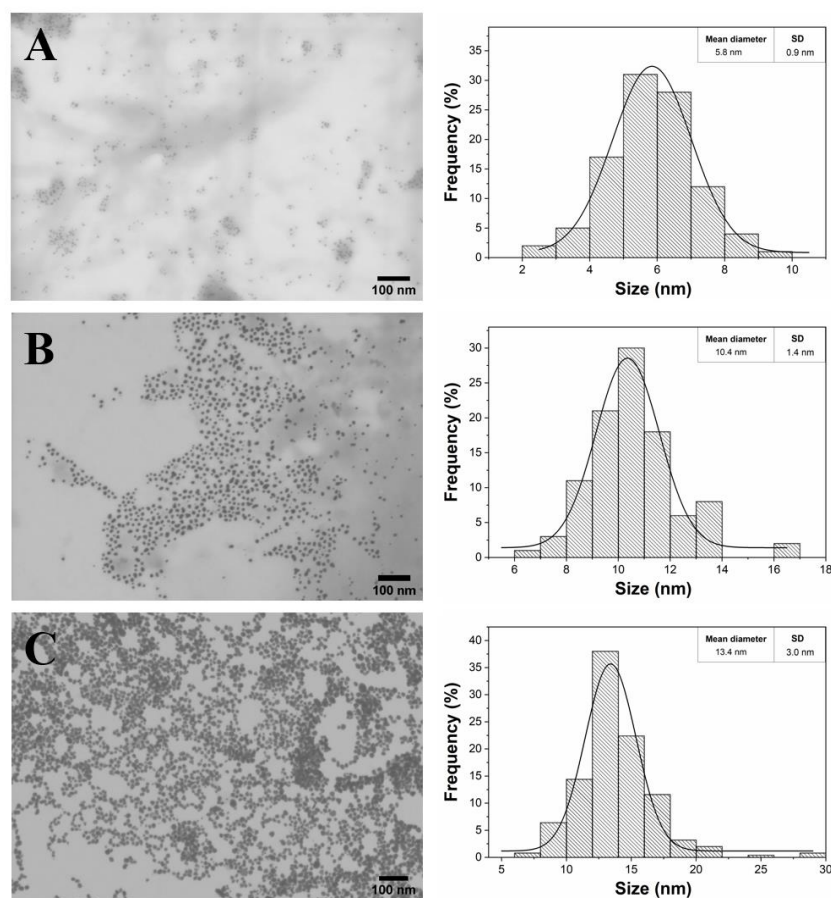 A
100 nm
Mean diameter SD
5.8 nm 0.9 nm
Frequency (%)
35
30
25
20
15
10
5
0
2 4 6 8 10
Size (nm)
B
100 nm
Mean diameter SD
10.4 nm 1.4 nm
Frequency (%)
30
25
20
15
10
5
0
6 8 10 12 14 16 18
Size (nm)
C
100 nm
Mean diameter SD
13.4 nm 3.0 nm
Frequency (%)
40
35
30
25
20
15
10
5
0
5 10 15 20 25 30
Size (nm)